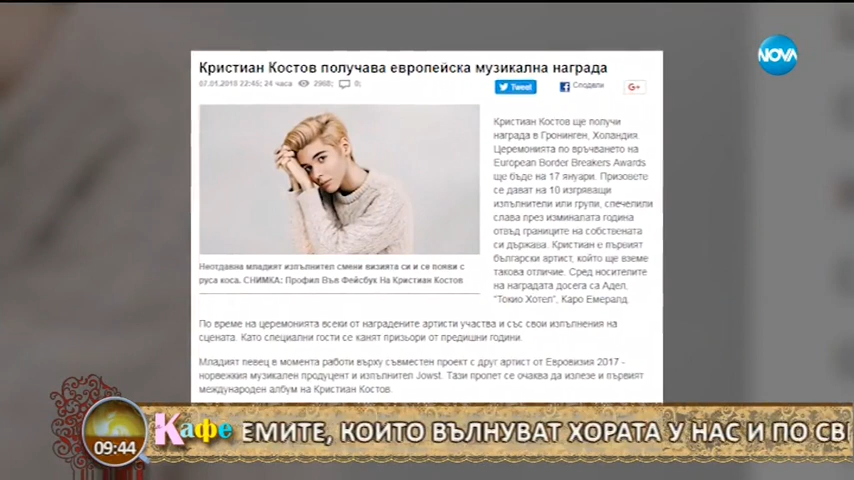 NOVA
Кристиан Костов получава европейска музикална награда
07.01.2018 22:45; 24 часа 2968; 0;
Tweet
Сподели
G+
Кристиан Костов ще получи
награда в Гронинген, Холандия.
Церемонията по връчването на
European Border Breakers Awards
ще бъде на 17 януари. Призовете
се дават на 10 изгряващи
изпълнители или групи, спечелили
слава през изминалата година
отвъд границите на собствената
си държава. Кристиан е първият
български артист, който ще вземе
такова отличие. Сред носителите
на наградата досега са Адел,
"Токио Хотел", Каро Емералд
Неотдавна младият изпълнител смени визията си и се появи с
руса коса. СНИМКА: Профил Във Фейсбук На Кристиан Костов
По време на церемонията всеки от наградените артисти участва и със свои изпълнения на
сцената. Като специални гости се канят призьори от предишни години.
Младият певец в момента работи върху съвместен проект с друг артист от Евровизия 2017 -
норвежкия музикален продуцент и изпълнител Jowst. Тази пролет се очаква да излезе и първият
международен албум на Кристиан Костов
09:44
Кафе
ЕМИТЕ, КОИТО ВЪЛНУВАТ ХОРАТА У НАС И ПО СВ